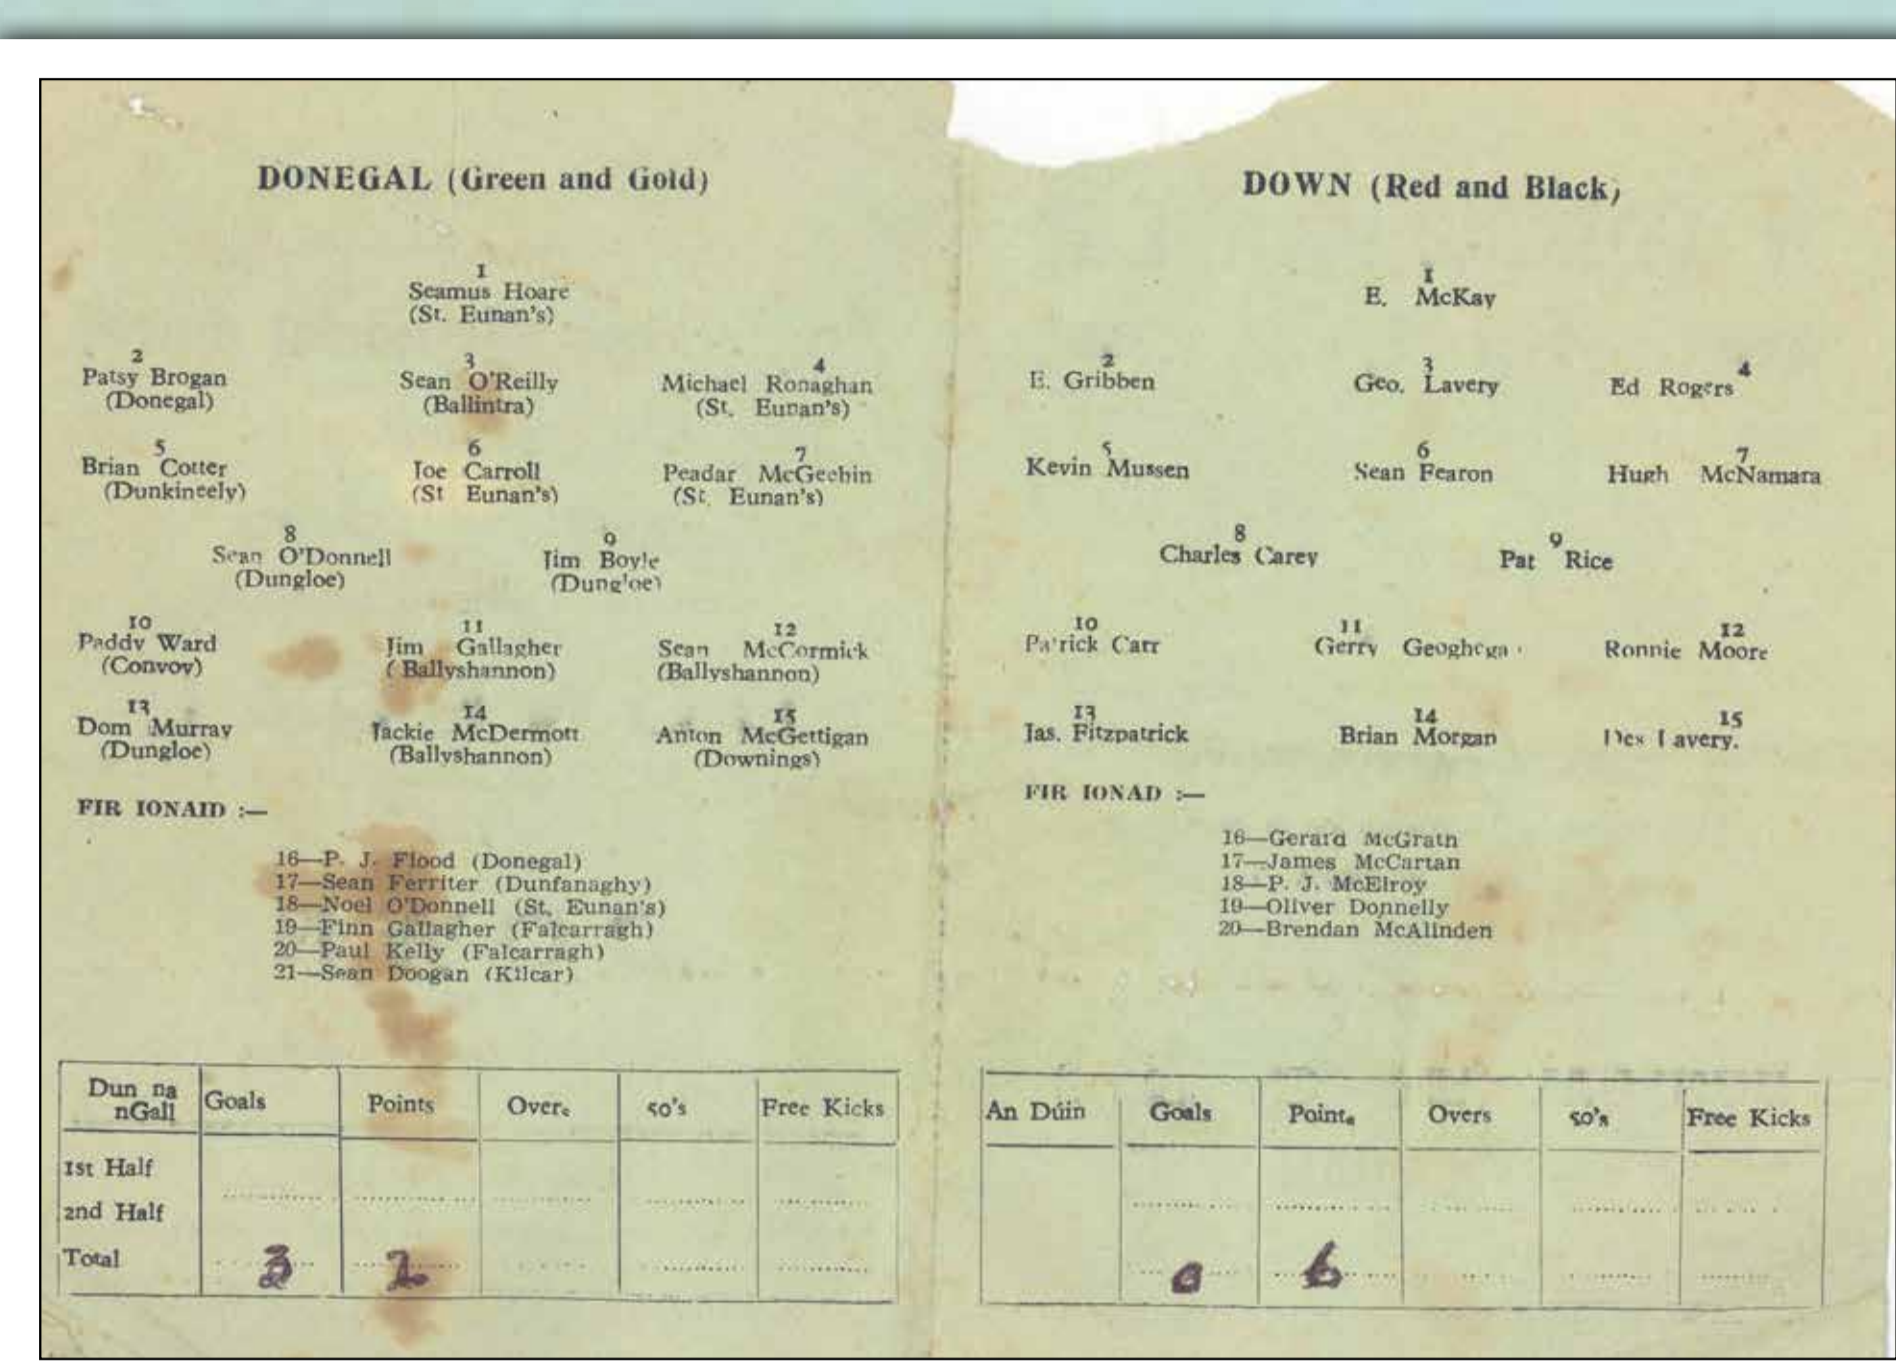 DONEGAL (Green and Gold)
1
Seamus Hoare
(St. Eunan's)
2 3 4
Patsy Brogan Sean O'Reilly Michael Ronaghan
(Donegal) (Ballintra) (St. Eunan's)
5 6 7
Brian Cotter Joe Carroll Peadar McGeehin
(Dunkineely) (St Eunan's) (St. Eunan's)
8 9
Sean O'Donnell Jim Boyle
(Dungloe) (Dungloe)
10 11 12
Paddy Ward Jim Gallagher Sean McCormick
(Convoy) (Ballyshannon) (Ballyshannon)
13 14 15
Dom Murray Jackie McDermott Anton McGettigan
(Dungloe) (Ballyshannon) (Downings)
FIR IONAID :—
16—P. J. Flood (Donegal)
17—Sean Ferriter (Dunfanaghy)
18—Noel O'Donnell (St. Eunan's)
19—Finn Gallagher (Falcarragh)
20—Paul Kelly (Falcarragh)
21—Sean Doogan (Kilcar)
Dun na nGall Goals Points Overs 50's Free Kicks
1st Half
2nd Half
Total 3 2
DOWN (Red and Black)
1
E. McKay
2 3 4
E. Gribben Geo. Lavery Ed Rogers
5 6 7
Kevin Mussen Sean Fearon Hugh McNamara
8 9
Charles Carey Pat Rice
10 11 12
Patrick Carr Gerry Geoghega Ronnie Moore
13 14 15
Jas. Fitzpatrick Brian Morgan Des Lavery.
FIR IONAD :—
16—Gerard McGrath
17—James McCartan
18—P. J. McElroy
19—Oliver Donnelly
20—Brendan McAlinden
An Dúin Goals Points Overs 50's Free Kicks
0 6